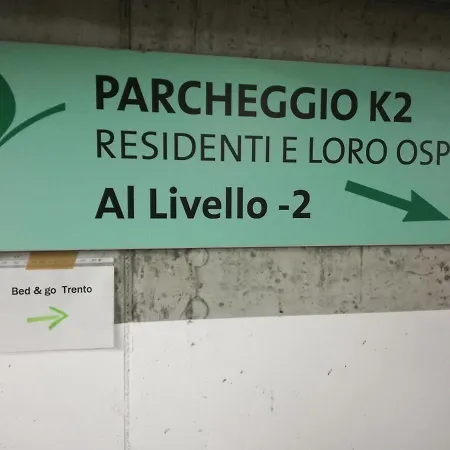 PARCHEGGIO K2
RESIDENTI E LORO OSP
Al Livello -2
Bed & go Trento